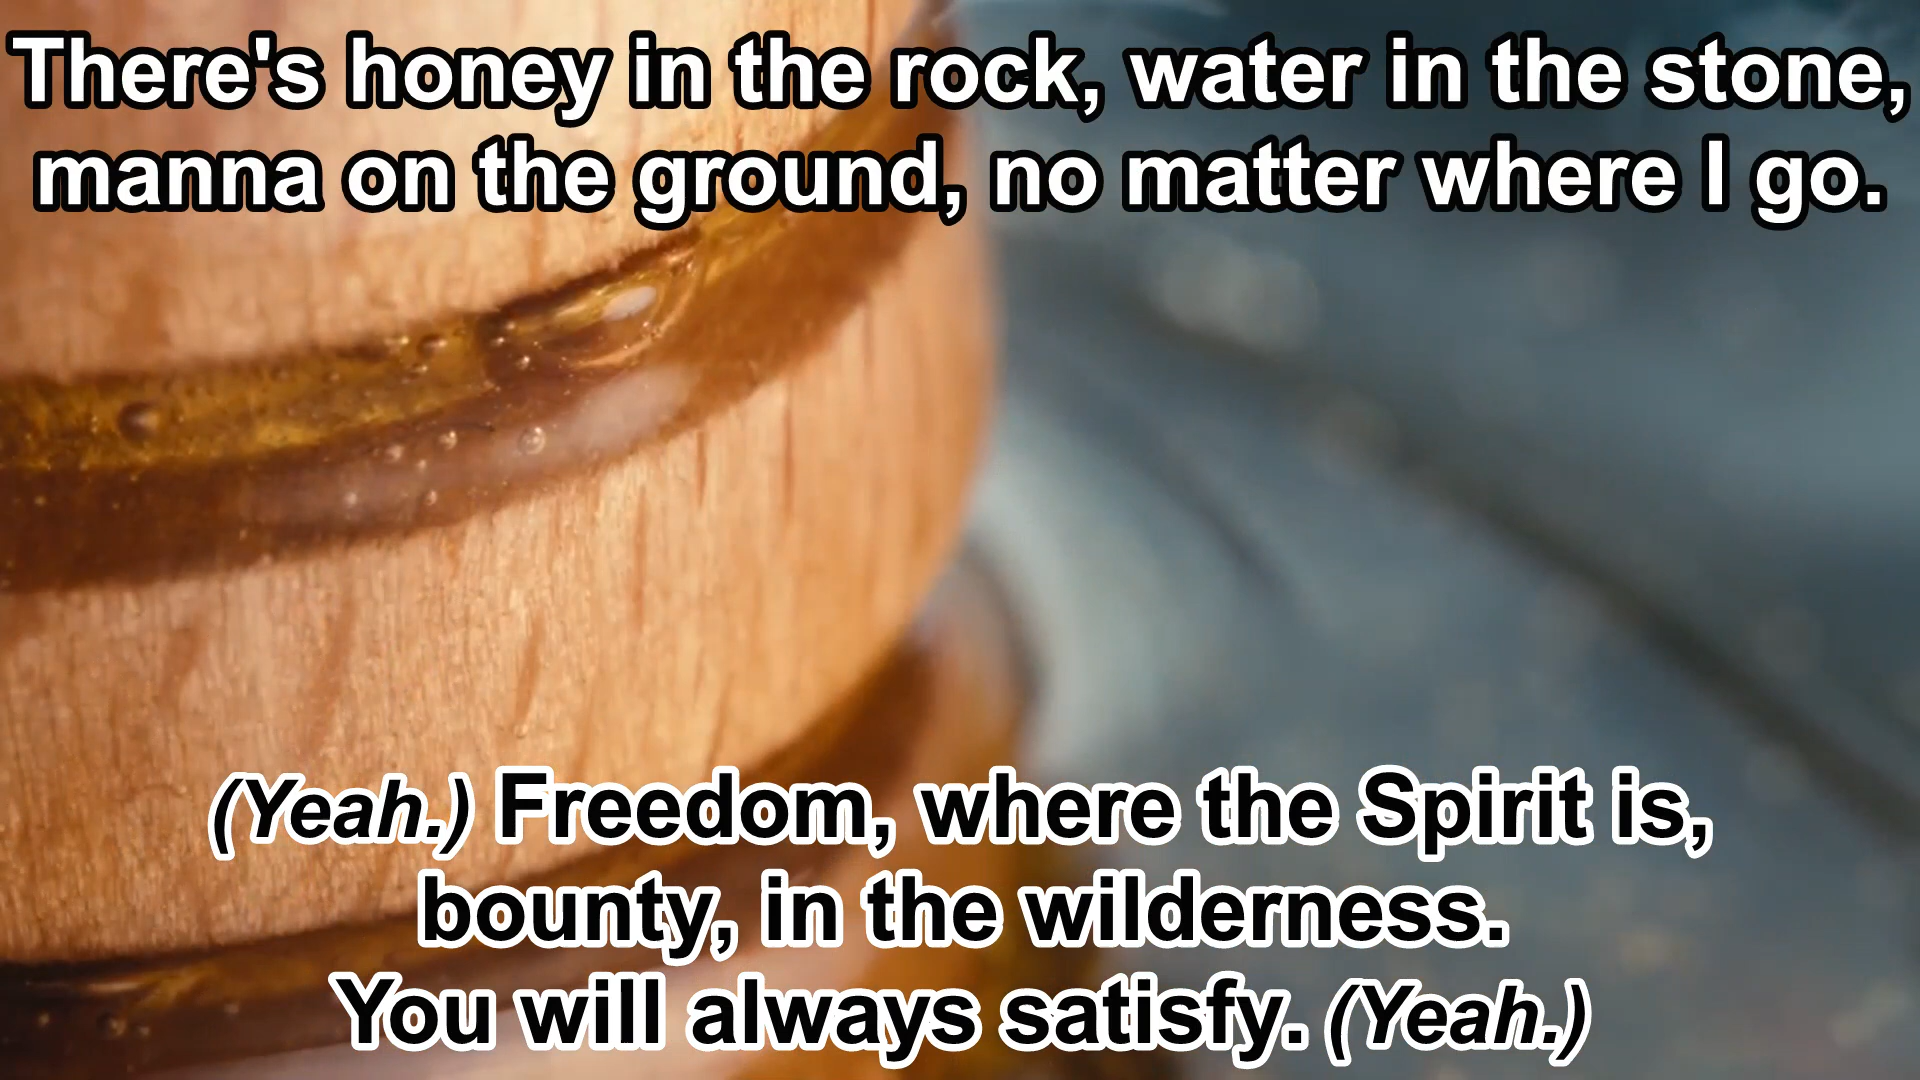 There's honey in the rock, water in the stone,
manna on the ground, no matter where I go.
(Yeah.) Freedom, where the Spirit is,
bounty, in the wilderness.
You will always satisfy. (Yeah.)